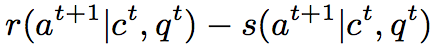 r(a^{t+1}|c^t, q^t) − s(a^{t+1}|c^t, q^t)